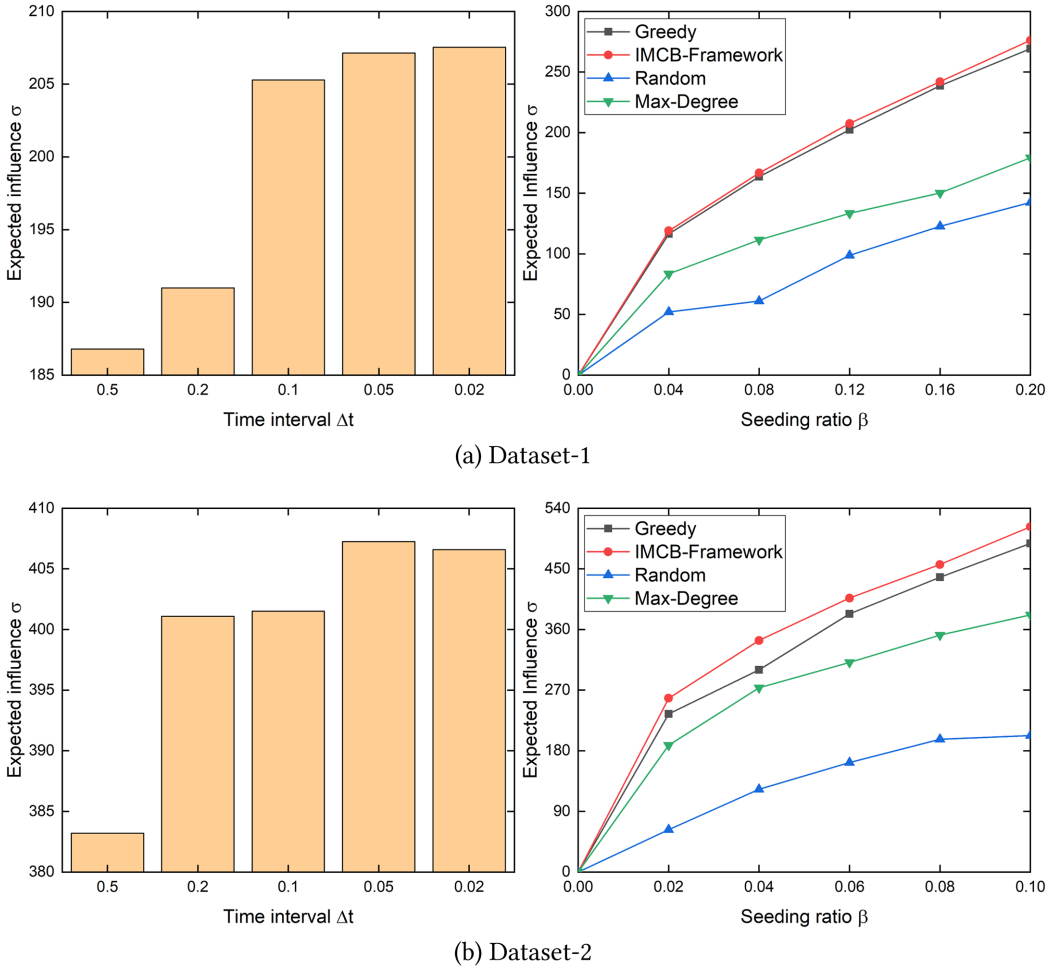 210
205
200
195
190
185
Expected influence σ
0.5 0.2 0.1 0.05 0.02
Time interval Δt
300
250
200
150
100
50
0
Expected Influence σ
Greedy
IMCB-Framework
Random
Max-Degree
0.00 0.04 0.08 0.12 0.16 0.20
Seeding ratio β
(a) Dataset-1
410
405
400
395
390
385
380
Expected influence σ
0.5 0.2 0.1 0.05 0.02
Time interval Δt
540
450
360
270
180
90
0
Expected Influence σ
Greedy
IMCB-Framework
Random
Max-Degree
0.00 0.02 0.04 0.06 0.08 0.10
Seeding ratio β
(b) Dataset-2